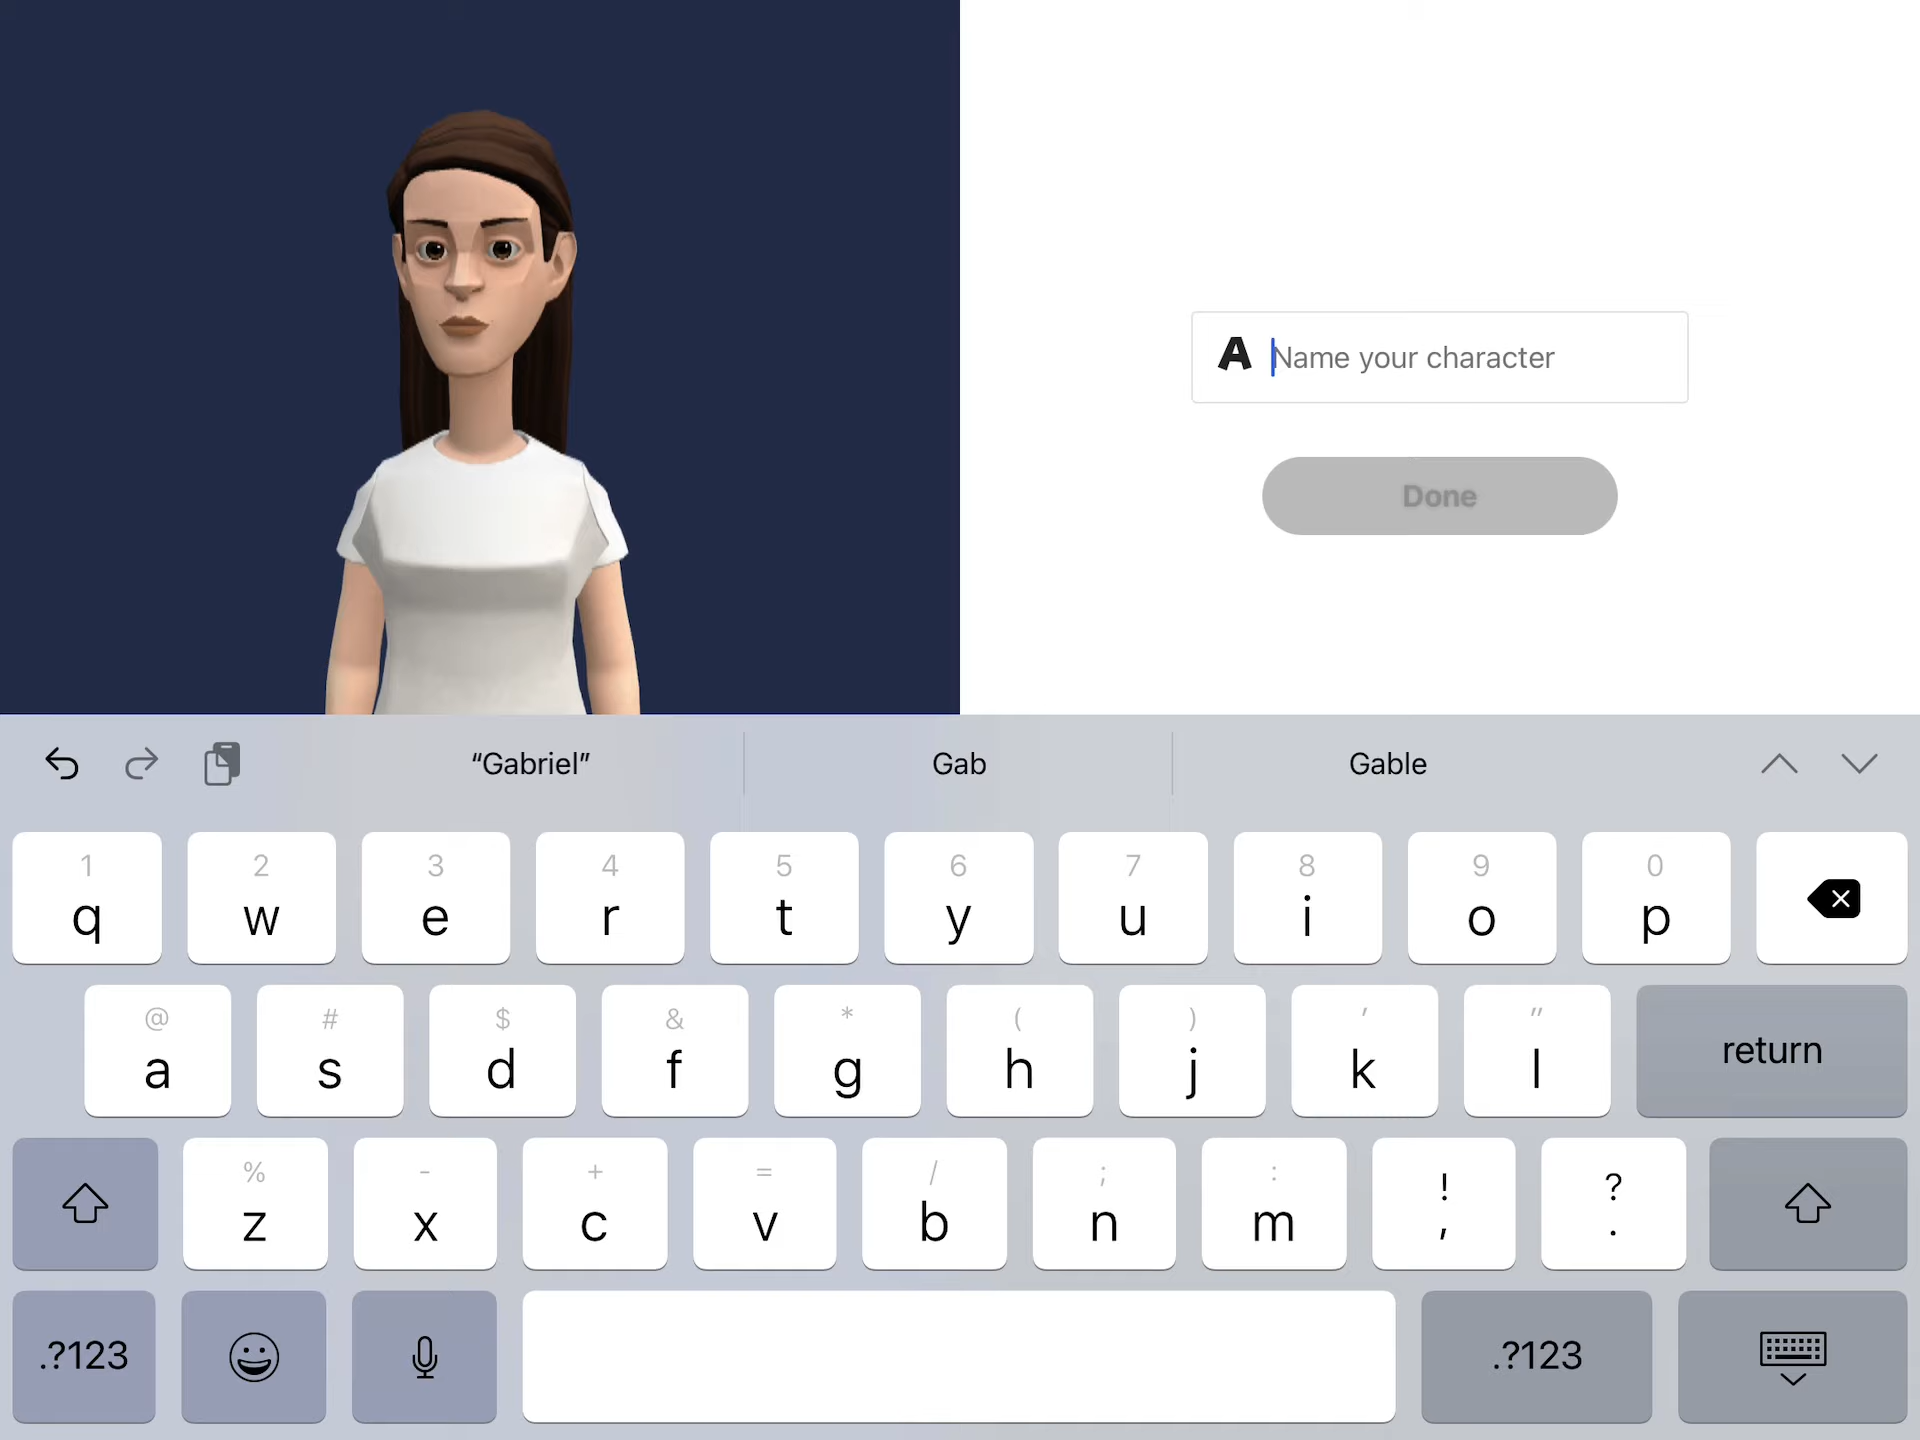 A Name your character
Done
“Gabriel” Gab Gable
1 2 3 4 5 6 7 8 9 0
q w e r t y u i o p
@ # $ & * ( ) ' "
a s d f g h j k l return
% - + = / ; : ! ?
z x c v b n m , .
.?123 .?123